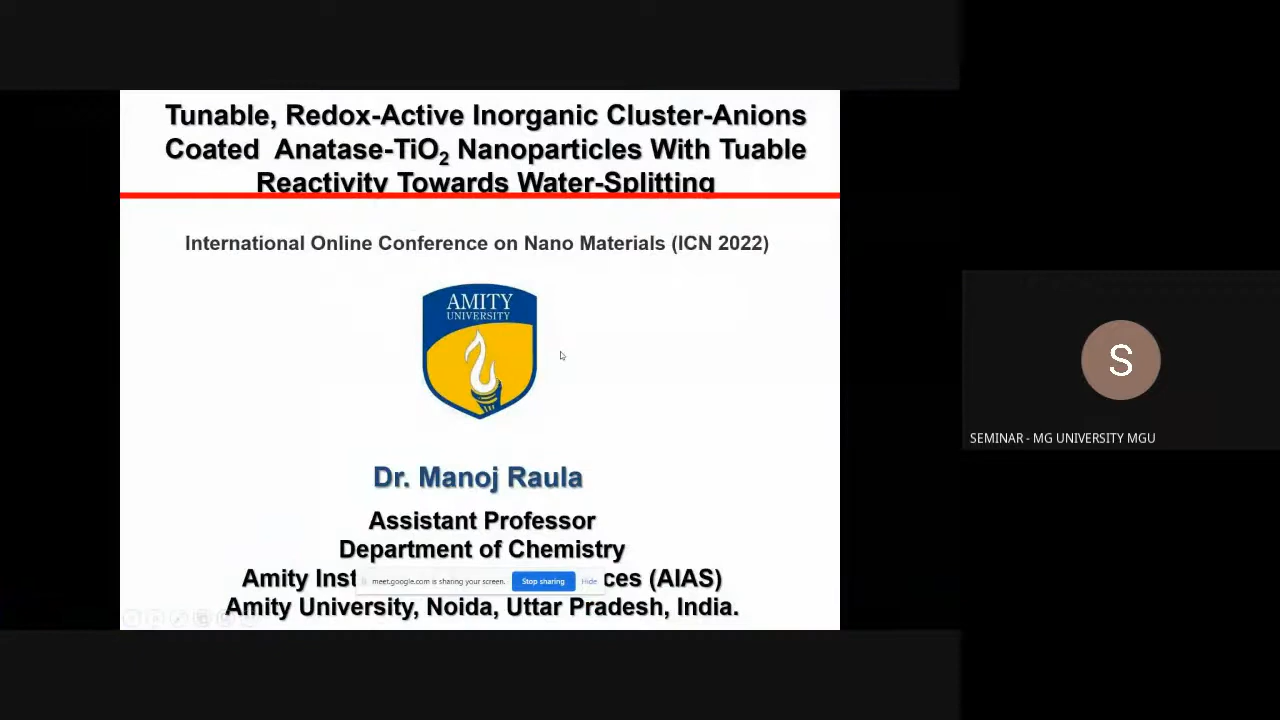 Tunable, Redox-Active Inorganic Cluster-Anions
Coated Anatase-TiO2 Nanoparticles With Tuable
Reactivity Towards Water-Splitting
International Online Conference on Nano Materials (ICN 2022)
AMITY
UNIVERSITY
Dr. Manoj Raula
Assistant Professor
Department of Chemistry
Amity Inst ces (AIAS)
meet.google.com is sharing your screen. Stop sharing Hide
Amity University, Noida, Uttar Pradesh, India.
S
SEMINAR - MG UNIVERSITY MGU